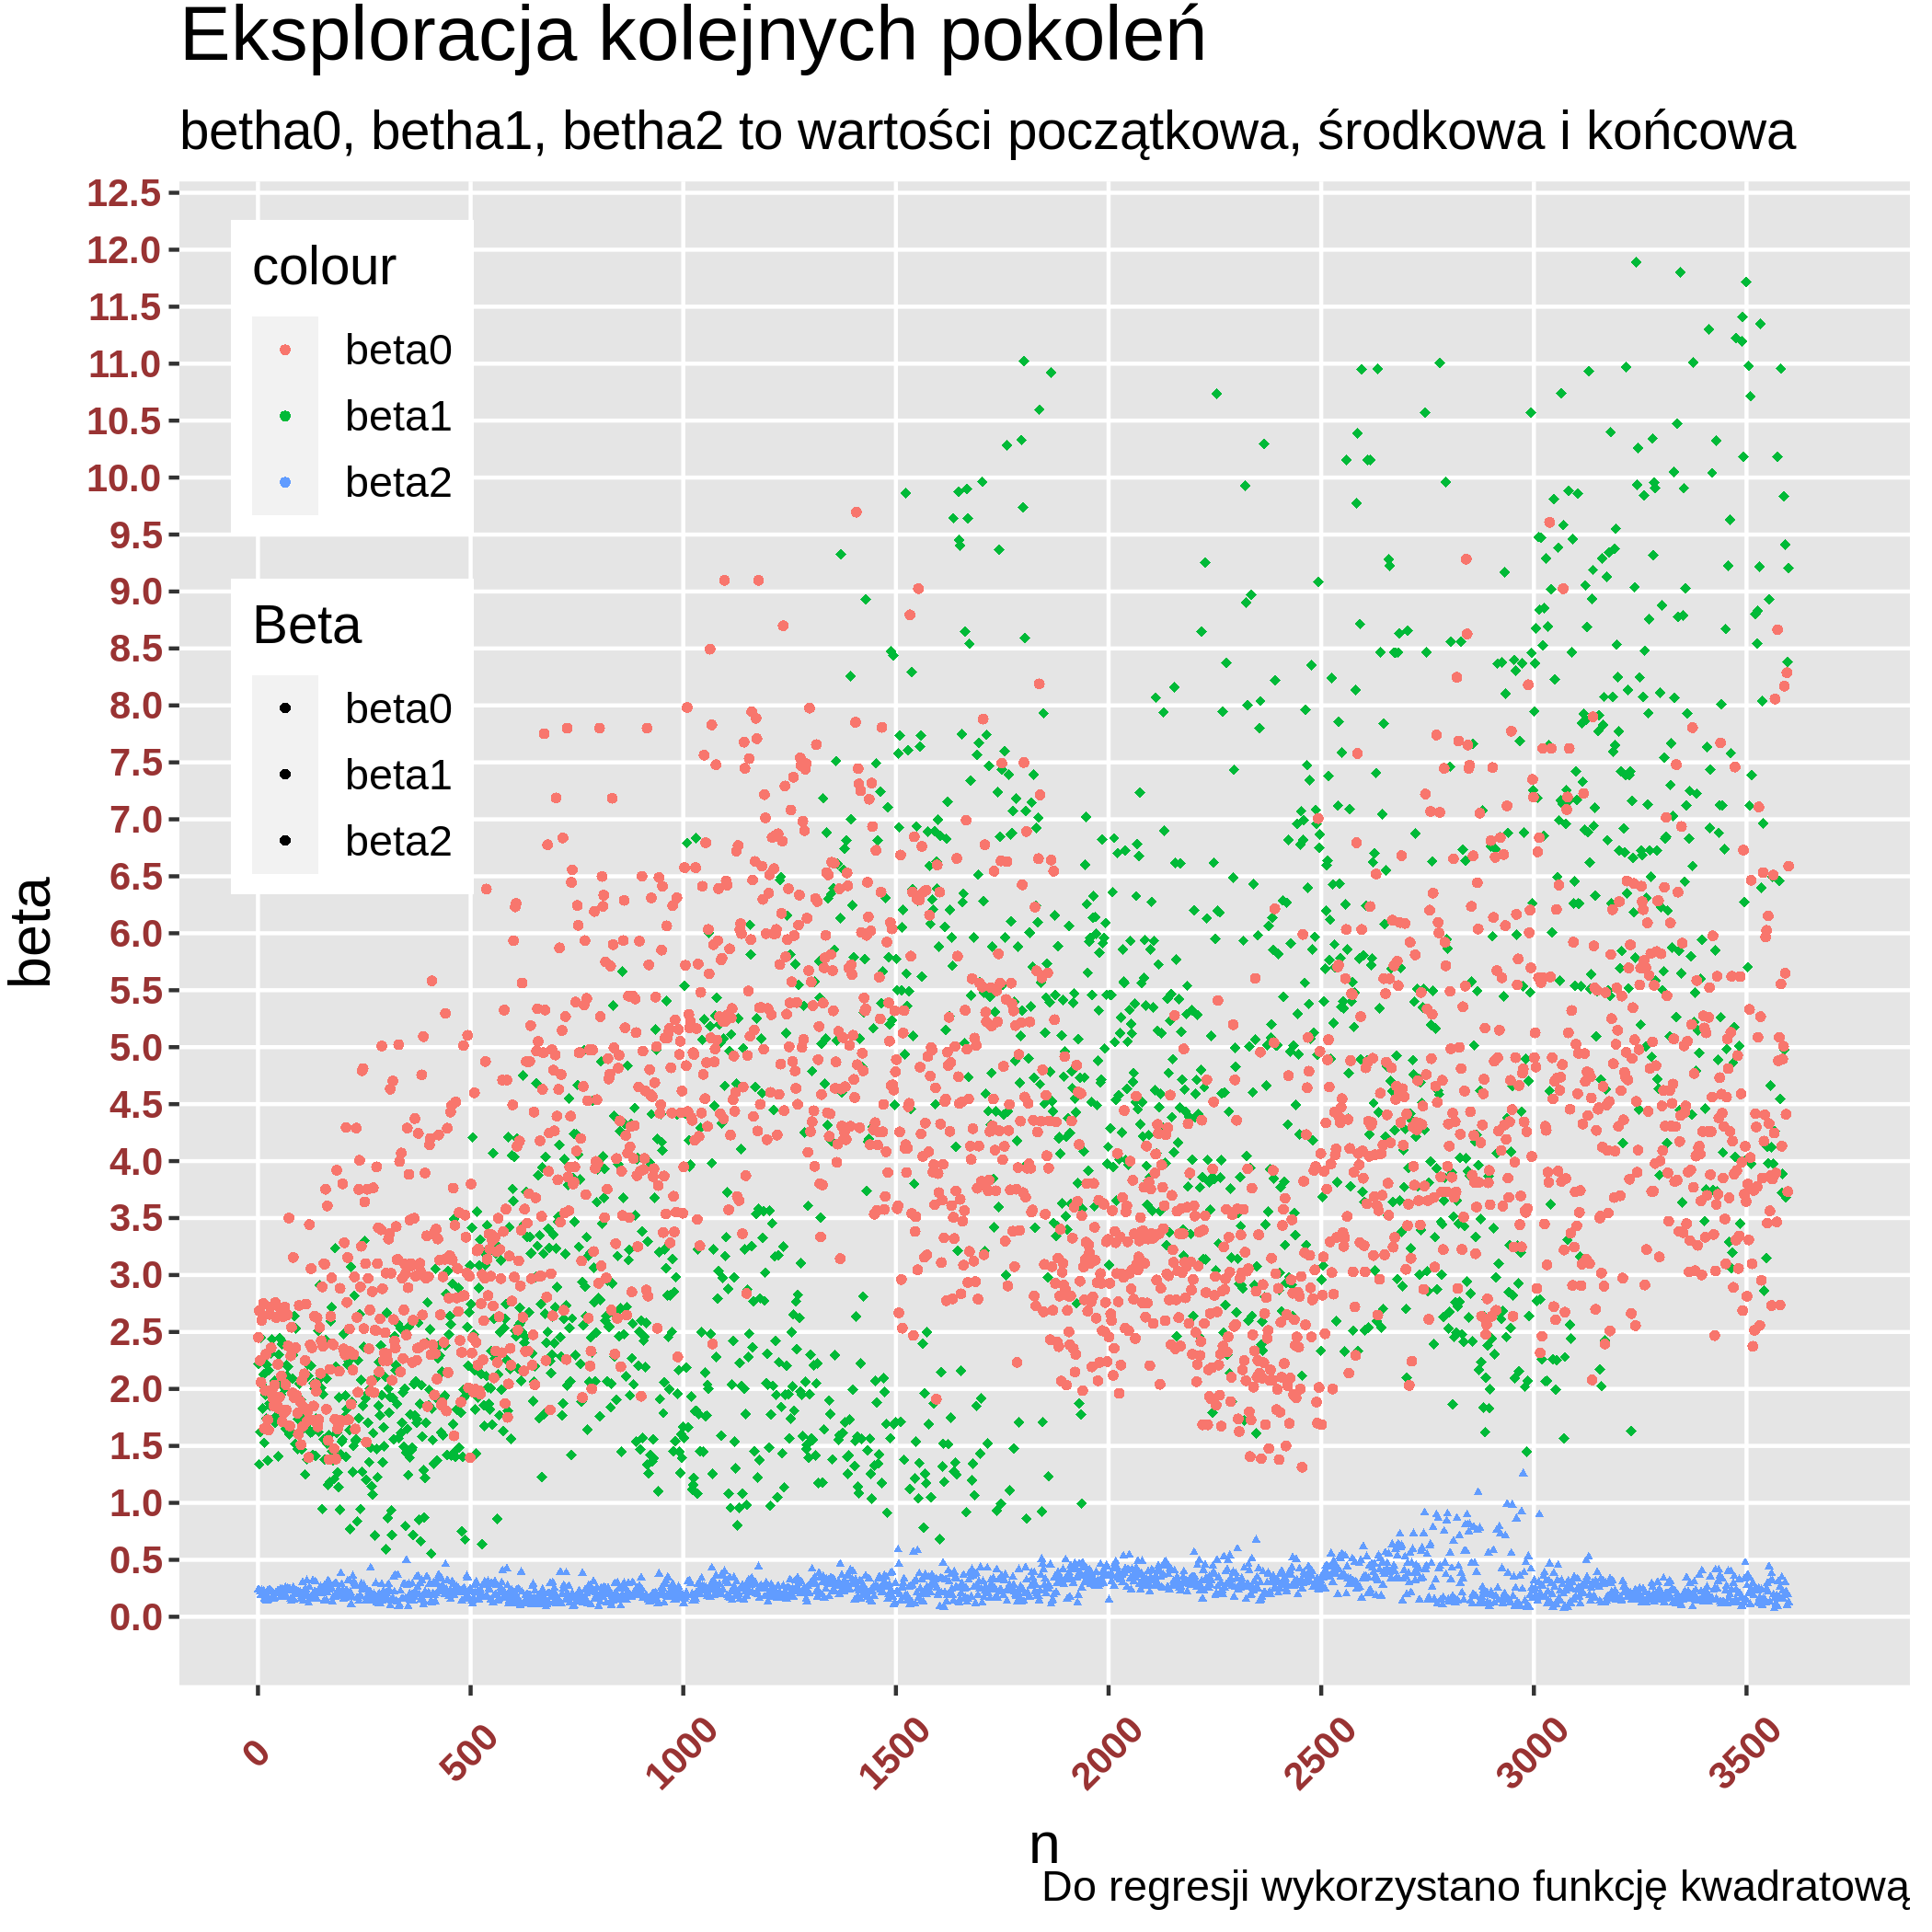 Eksploracja kolejnych pokoleń
betha0, betha1, betha2 to wartości początkowa, środkowa i końcowa
12.5
12.0
11.5
11.0
10.5
10.0
9.5
9.0
8.5
8.0
7.5
7.0
6.5
6.0
5.5
5.0
4.5
4.0
3.5
3.0
2.5
2.0
1.5
1.0
0.5
0.0
beta
colour
beta0
beta1
beta2
Beta
beta0
beta1
beta2
0 500 1000 1500 2000 2500 3000 3500
n
Do regresji wykorzystano funkcję kwadratową